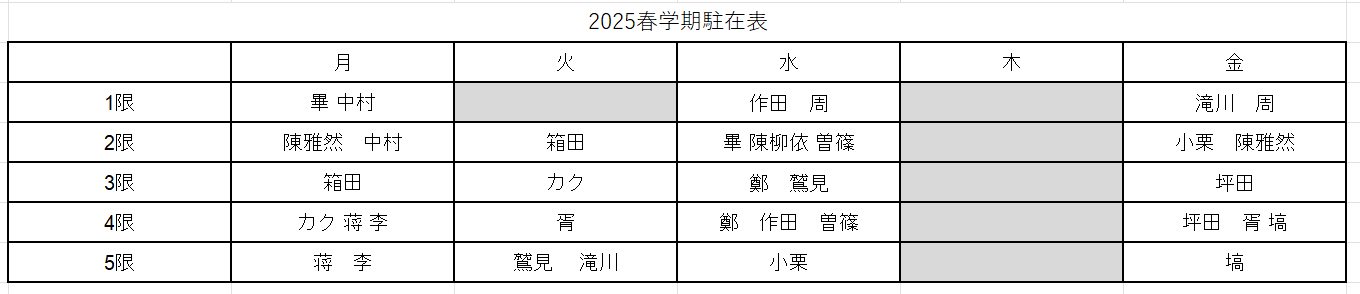 2025春学期駐在表
月 火 水 木 金
1限 畢 中村 作田　周 滝川　周
2限 陳雅然　中村 箱田 畢 陳柳依 曽篠 小栗　陳雅然
3限 箱田 カク 鄭　鷲見 坪田
4限 カク 蒋 李 胥 鄭　作田　曽篠 坪田　胥 塙
5限 蒋　李 鷲見　滝川 小栗 塙